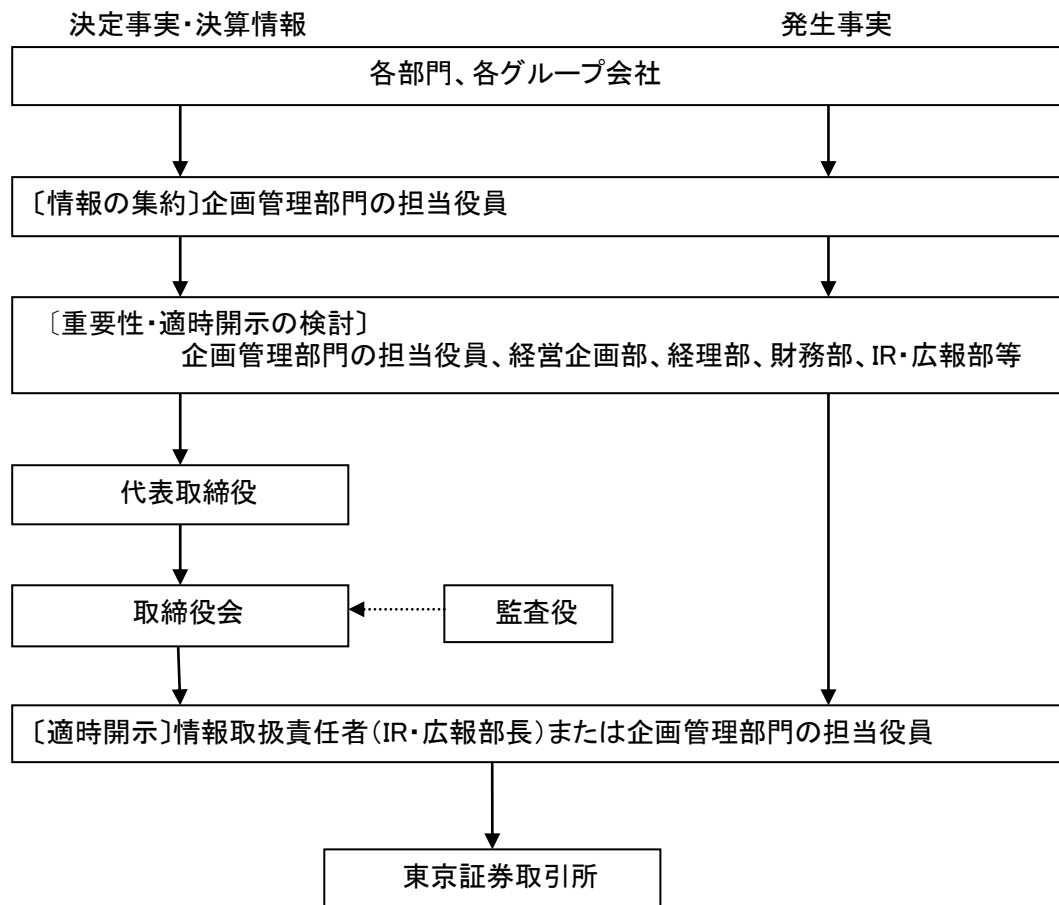 決定事実・決算情報
発生事実
各部門、各グループ会社
〔情報の集約〕企画管理部門の担当役員
〔重要性・適時開示の検討〕
企画管理部門の担当役員、経営企画部、経理部、財務部、IR・広報部等
代表取締役
取締役会
監査役
〔適時開示〕情報取扱責任者(IR・広報部長)または企画管理部門の担当役員
東京証券取引所